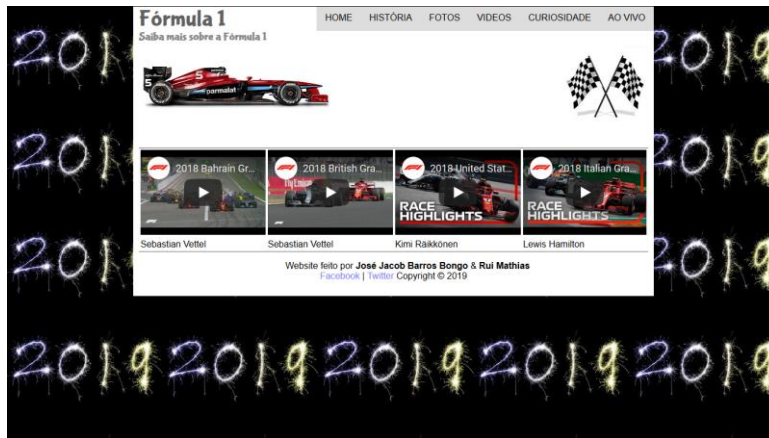 Fórmula 1
Saiba mais sobre a Fórmula 1
HOME HISTÓRIA FOTOS VIDEOS CURIOSIDADE AO VIVO
5
5
parmalat
2018 Bahrain Gr...
2018 British Gra...
2018 United Stat...
2018 Italian Gra...
RACE
HIGHLIGHTS
RACE
HIGHLIGHTS
Sebastian Vettel
Sebastian Vettel
Kimi Räikkönen
Lewis Hamilton
Website feito por José Jacob Barros Bongo & Rui Mathias
Facebook | Twitter Copyright © 2019
2019 2019 2019 2019 2019